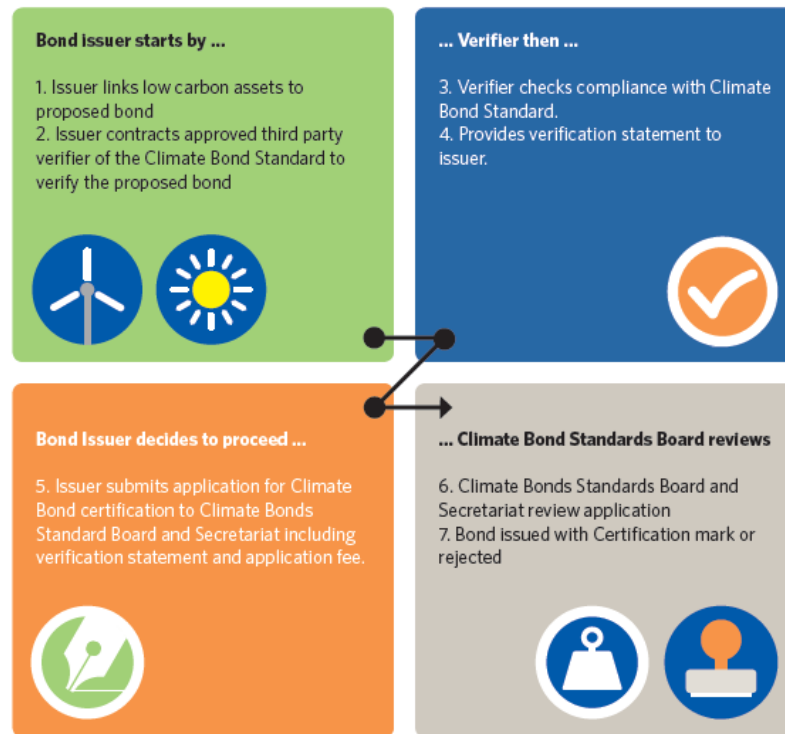 Bond issuer starts by ...
1. Issuer links low carbon assets to
proposed bond
2. Issuer contracts approved third party
verifier of the Climate Bond Standard to
verify the proposed bond
... Verifier then ...
3. Verifier checks compliance with Climate
Bond Standard.
4. Provides verification statement to
issuer.
Bond Issuer decides to proceed ...
5. Issuer submits application for Climate
Bond certification to Climate Bonds
Standard Board and Secretariat including
verification statement and application fee.
... Climate Bond Standards Board reviews
6. Climate Bonds Standards Board and
Secretariat review application
7. Bond issued with Certification mark or
rejected